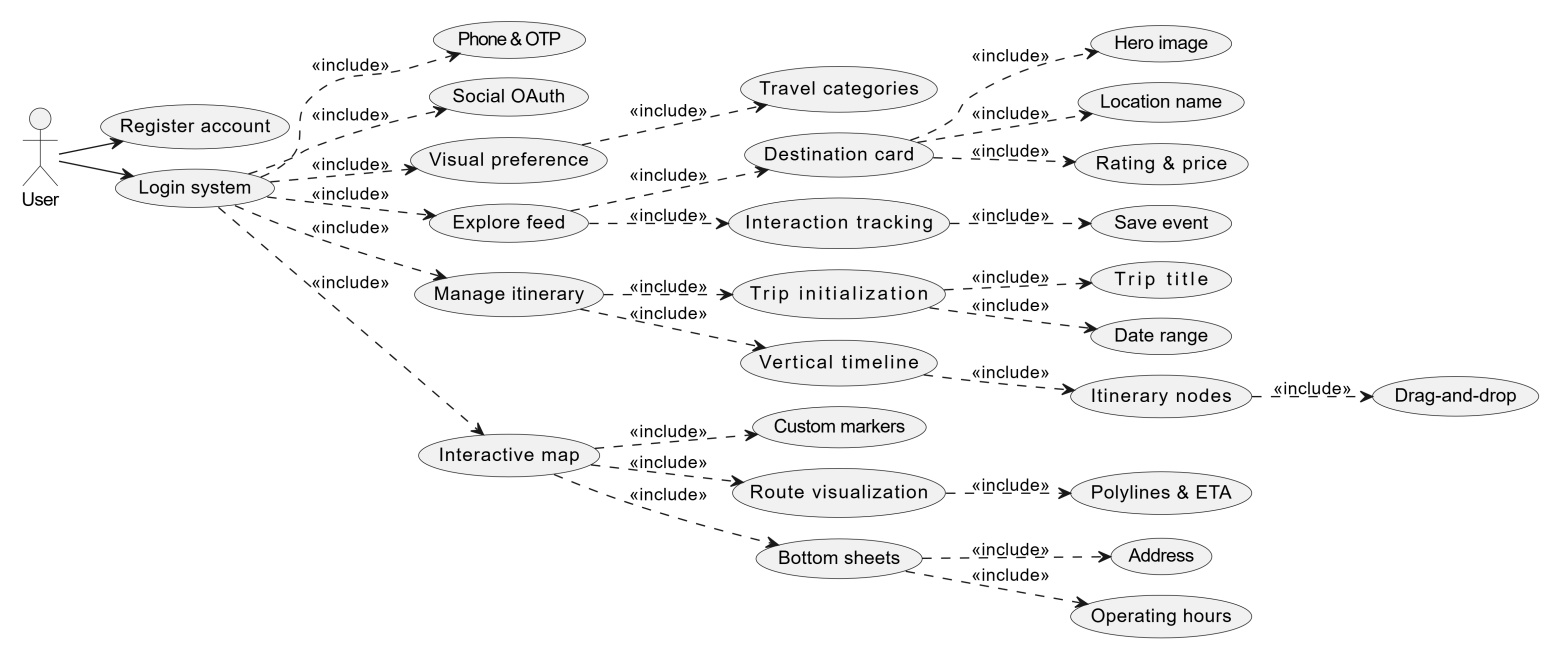 Phone & OTP
Hero image
«include»
«include»
Social OAuth
Travel categories
Location name
«include»
«include»
«include»
Register account
Visual preference
Destination card
«include»
«include»
«include»
Rating & price
Login system
«include»
User
Explore feed
«include»
Interaction tracking
«include»
Save event
«include»
Manage itinerary
«include»
Trip initialization
«include»
Trip title
«include»
«include»
«include»
Date range
Vertical timeline
«include»
Itinerary nodes
«include»
Drag-and-drop
Custom markers
«include»
Interactive map
«include»
Route visualization
«include»
Polylines & ETA
«include»
Bottom sheets
«include»
Address
«include»
Operating hours